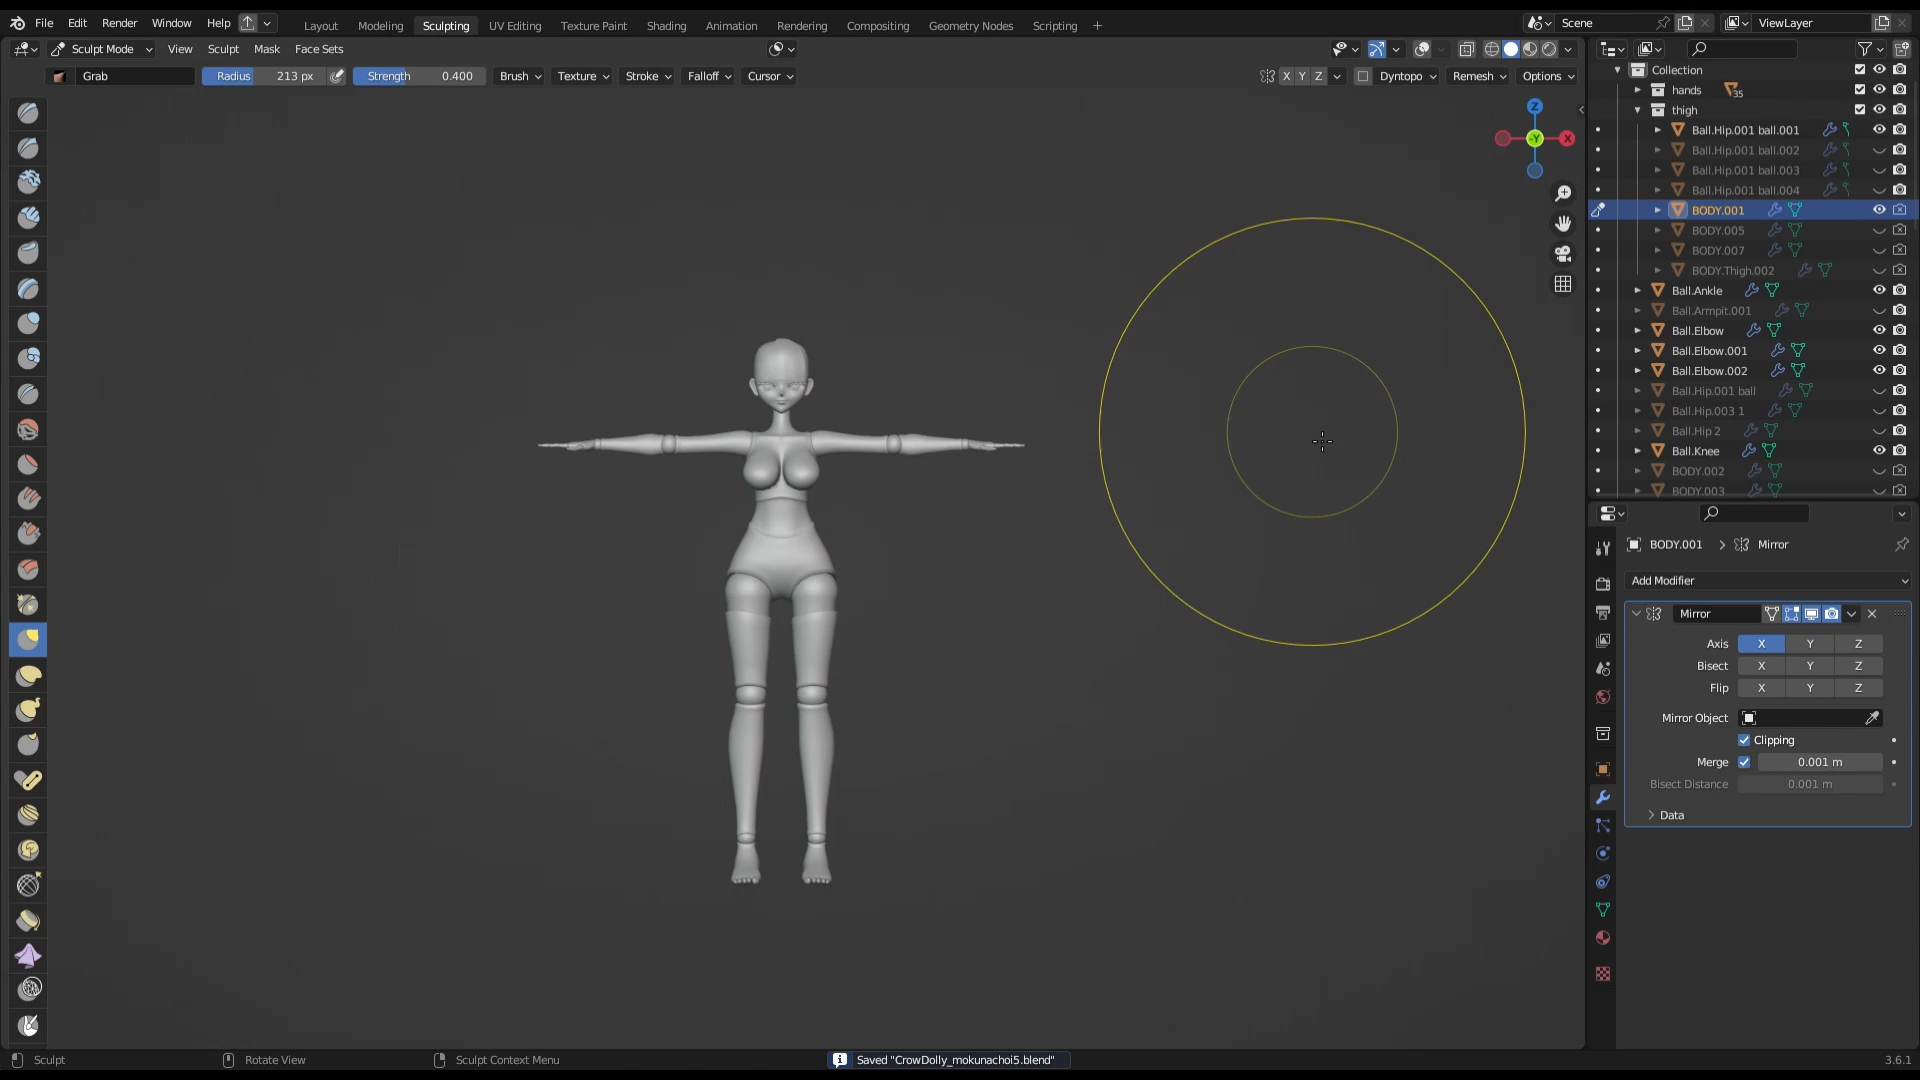 File Edit Render Window Help Layout Modeling Sculpting UV Editing Texture Paint Shading Animation Rendering Compositing Geometry Nodes Scripting + Scene ViewLayer
Sculpt Mode View Sculpt Mask Face Sets
Grab Radius 213 px Strength 0.400 Brush Texture Stroke Falloff Cursor X Y Z Dyntopo Remesh Options
Z
Y
X
Collection
hands 35
thigh
Ball.Hip.001 ball.001
Ball.Hip.001 ball.002
Ball.Hip.001 ball.003
Ball.Hip.001 ball.004
BODY.001
BODY.005
BODY.007
BODY.Thigh.002
Ball.Ankle
Ball.Armpit.001
Ball.Elbow
Ball.Elbow.001
Ball.Elbow.002
Ball.Hip.001 ball
Ball.Hip.003 1
Ball.Hip 2
Ball.Knee
BODY.002
BODY.003
BODY.001 Mirror
Add Modifier
Mirror
Axis X Y Z
Bisect X Y Z
Flip X Y Z
Mirror Object
Clipping
Merge 0.001 m
Bisect Distance 0.001 m
Data
Sculpt Rotate View Sculpt Context Menu Saved "CrowDolly_mokunachoi5.blend" 3.6.1